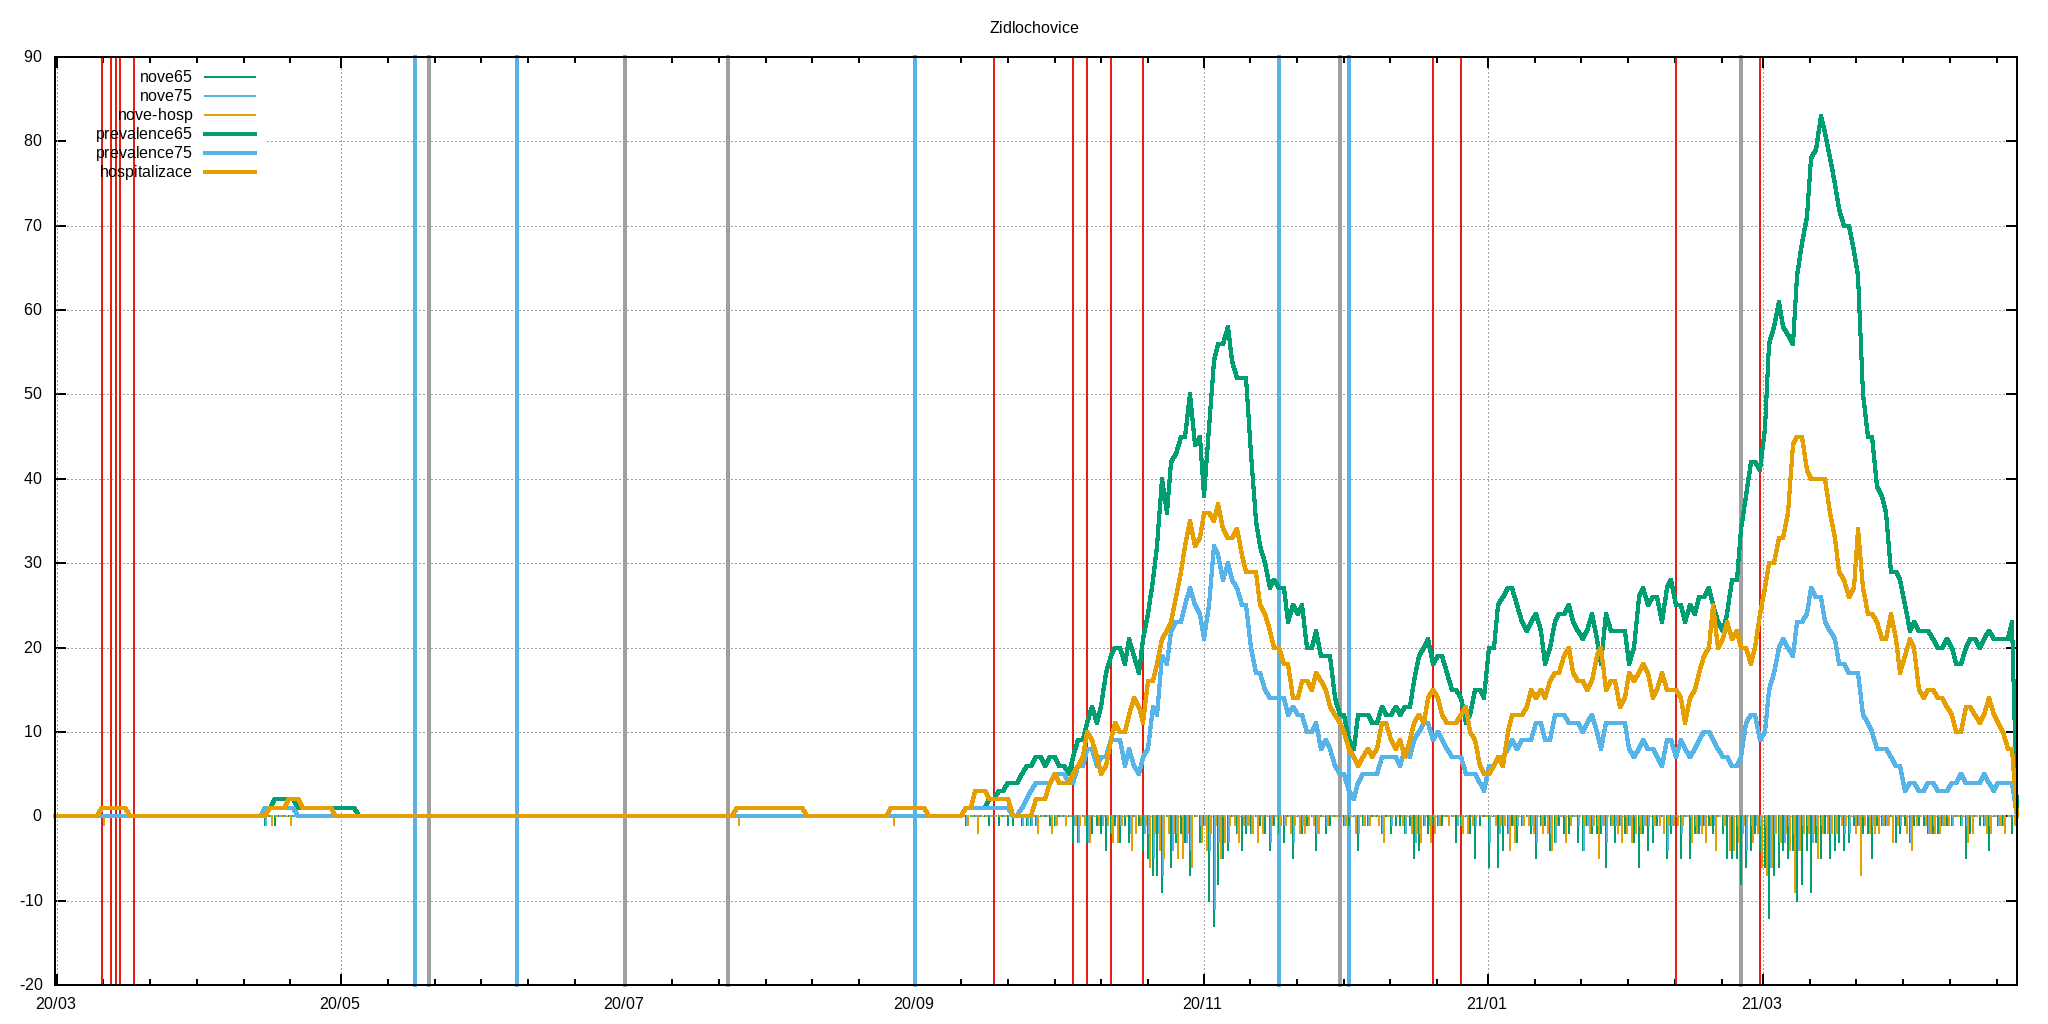 Zidlochovice
90
80
70
60
50
40
30
20
10
0
-10
-20
nove65
nove75
nove-hosp
prevalence65
prevalence75
hospitalizace
20/03 20/05 20/07 20/09 20/11 21/01 21/03